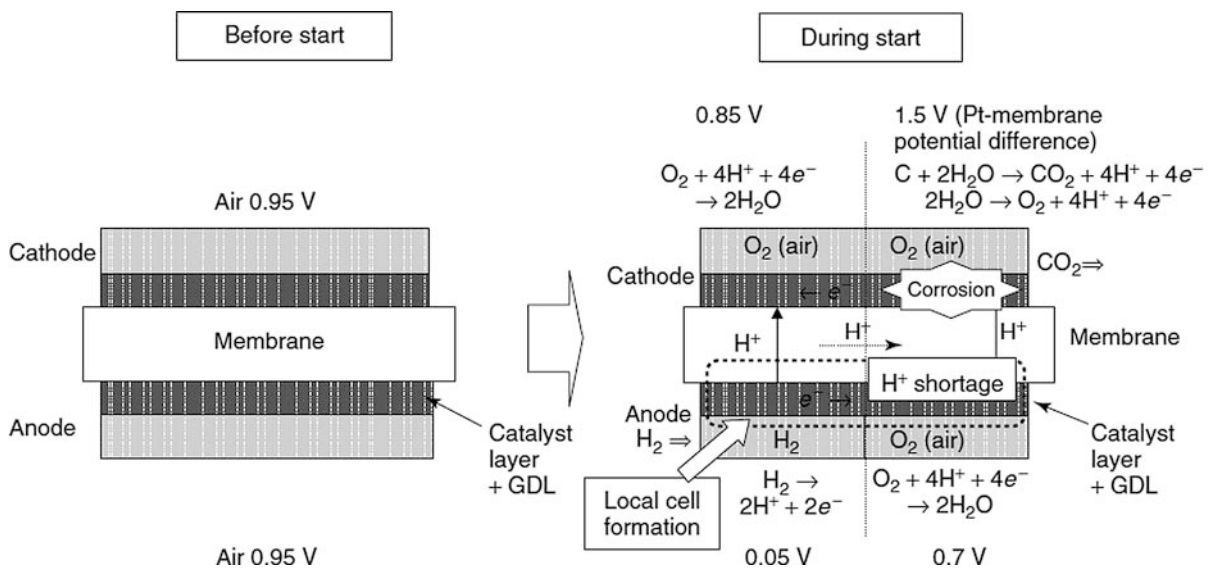 Before start
Air 0.95 V
Cathode
Membrane
Anode
Catalyst
layer
+ GDL
Air 0.95 V
During start
0.85 V
O₂ + 4H⁺ + 4e⁻
→ 2H₂O
1.5 V (Pt-membrane
potential difference)
C + 2H₂O → CO₂ + 4H⁺ + 4e⁻
2H₂O → O₂ + 4H⁺ + 4e⁻
O₂ (air)
O₂ (air)
CO₂⇒
Cathode
← e⁻
Corrosion
H⁺
H⁺
H⁺
Membrane
H⁺ shortage
e⁻ →
Anode
H₂ ⇒
H₂
O₂ (air)
Catalyst
layer
+ GDL
Local cell
formation
H₂ →
2H⁺ + 2e⁻
O₂ + 4H⁺ + 4e⁻
→ 2H₂O
0.05 V
0.7 V